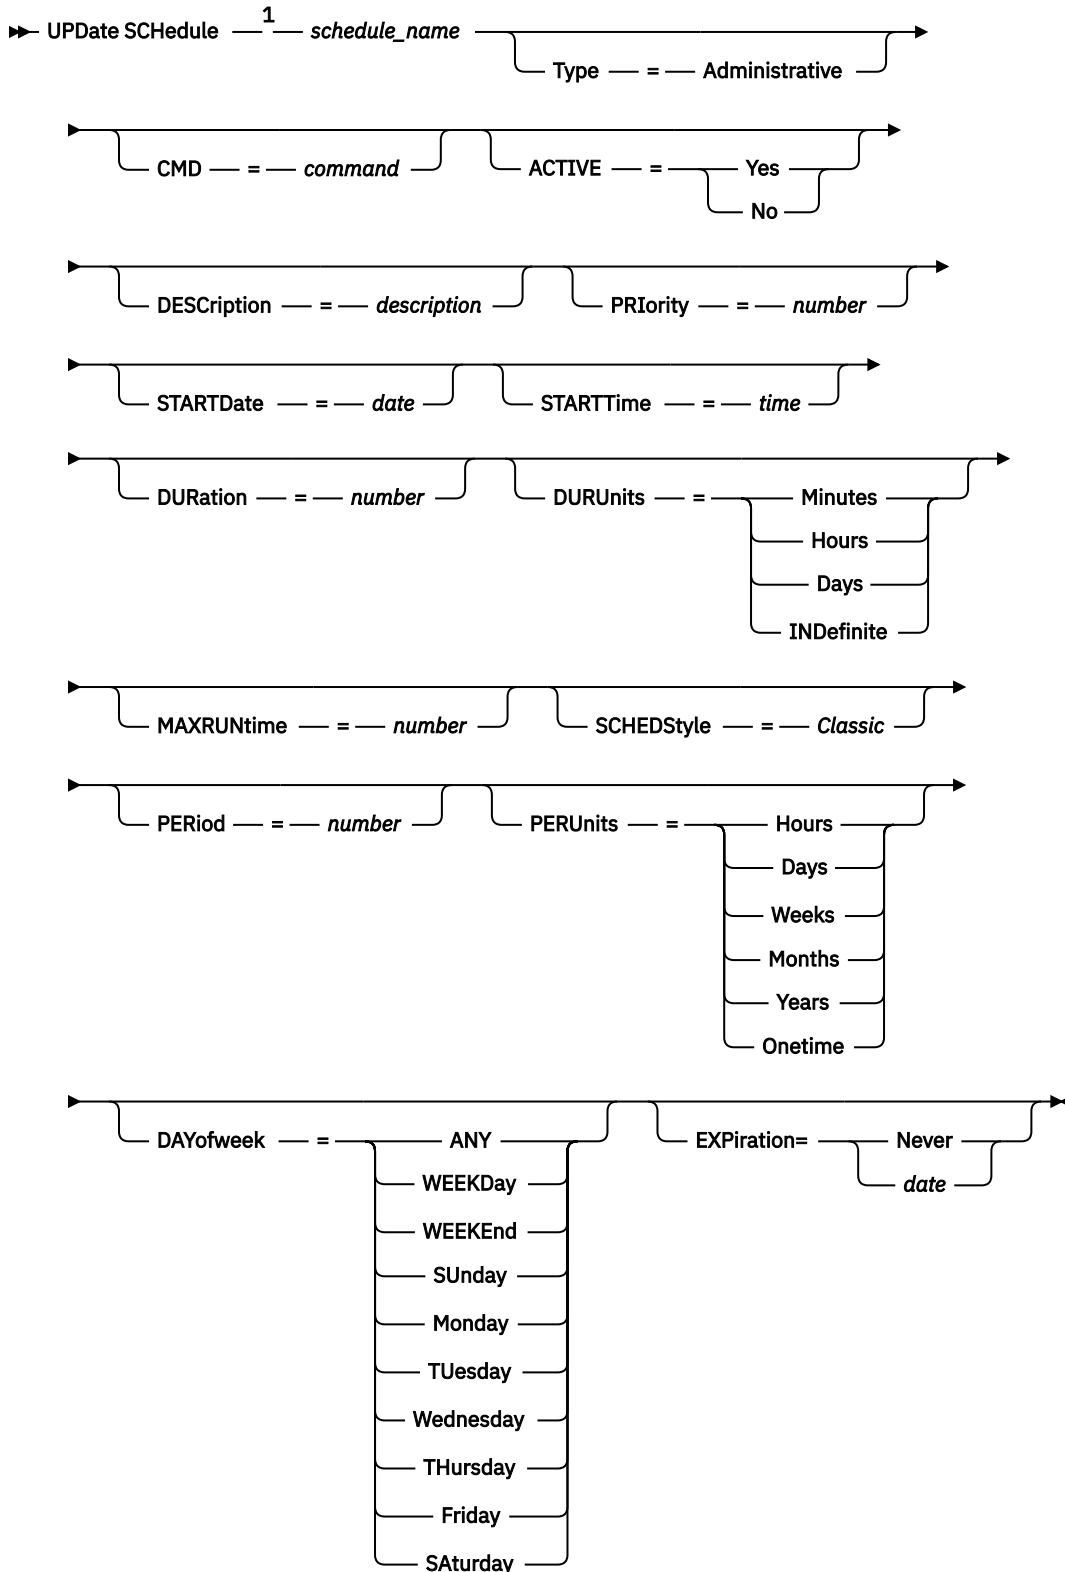 1
UPDate SCHedule schedule_name
Type = Administrative
CMD = command ACTIVE = Yes
No
DESCription = description PRIority = number
STARTDate = date STARTTime = time
DURation = number DURUnits = Minutes
Hours
Days
INDefinite
MAXRUNtime = number SCHEDStyle = Classic
PERiod = number PERUnits = Hours
Days
Weeks
Months
Years
Onetime
DAYofweek = ANY EXPiration= Never
WEEKDay date
WEEKEnd
SUnday
Monday
TUesday
Wednesday
THursday
Friday
SAturday